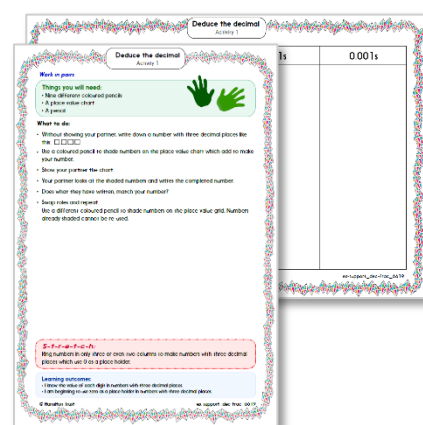 Deduce the decimal
Activity 1
1s
0.001s
ex-support_dec-frac_6619
Deduce the decimal
Activity 1
Work in pairs
Things you will need:
• Nine different coloured pencils
• A place value chart
• A pencil
What to do:
• Without showing your partner, write down a number with three decimal places like
this:
• Use a coloured pencil to shade numbers on the place value chart which add to make
your number.
• Show your partner the chart
• Your partner looks at the shaded numbers and writes the completed number.
• Does what they have written, match your number?
• Swap roles and repeat
Use a different coloured pencil to shade numbers on the place value grid. Numbers
already shaded cannot be re-used.
S-t-r-e-t-c-h:
Ring numbers in only three or even two columns to make numbers with three decimal
places which use 0 as a place holder.
Learning outcomes:
• I know the value of each digit in numbers with three decimal places
• I am beginning to use zero as a place holder in numbers with three decimal places
© Hamilton Trust
ex_support_dec_frac_6619